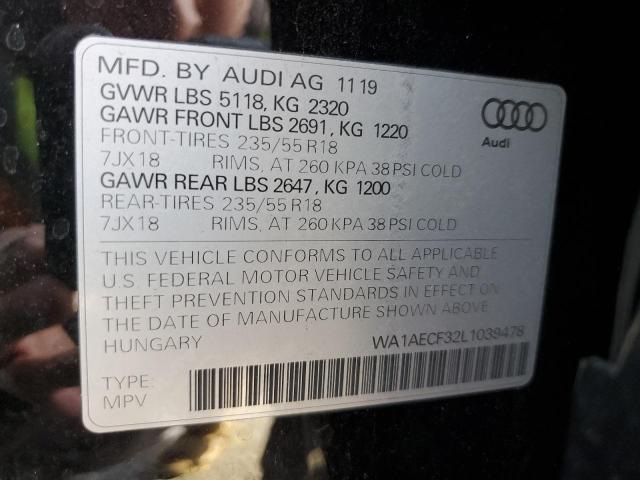 MFD. BY AUDI AG 11 19
GVWR LBS 5118, KG 2320
GAWR FRONT LBS 2691, KG 1220
FRONT-TIRES 235/55 R18
7JX18 RIMS, AT 260 KPA 38 PSI COLD
GAWR REAR LBS 2647, KG 1200
REAR-TIRES 235/55 R18
7JX18 RIMS, AT 260 KPA 38 PSI COLD
Audi
THIS VEHICLE CONFORMS TO ALL APPLICABLE
U.S. FEDERAL MOTOR VEHICLE SAFETY AND
THEFT PREVENTION STANDARDS IN EFFECT ON
THE DATE OF MANUFACTURE SHOWN ABOVE
HUNGARY WA1AECF32L1039478
TYPE:
MPV